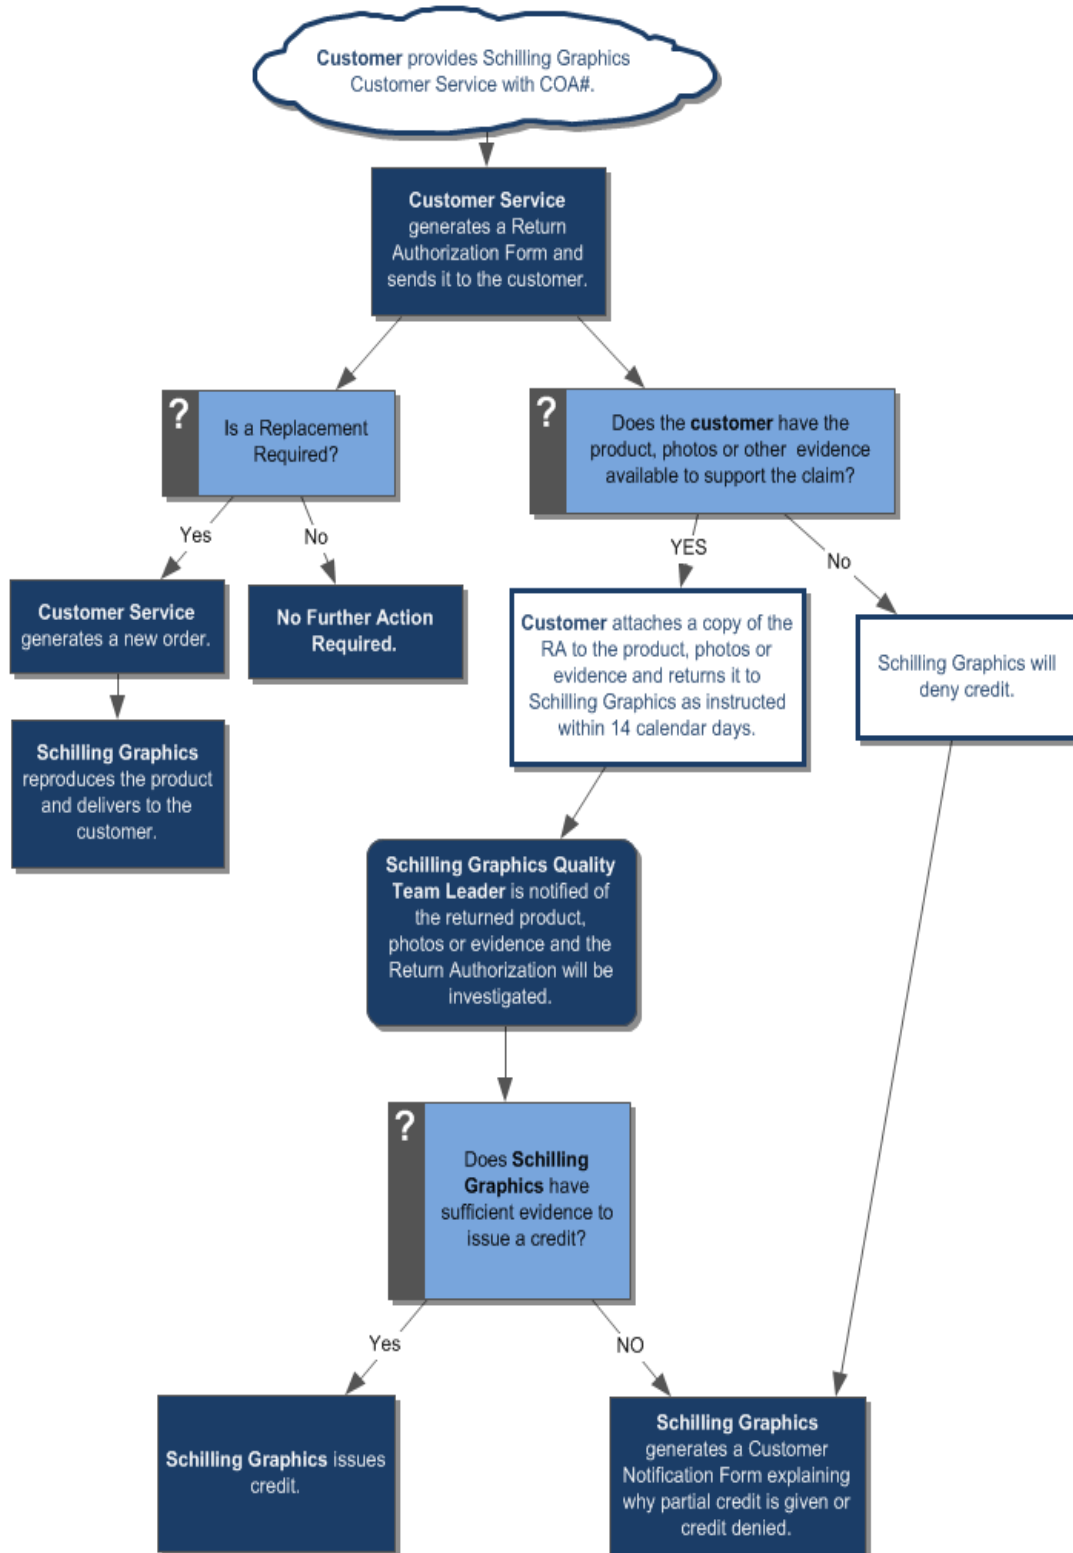 Customer provides Schilling Graphics
Customer Service with COA#.
Customer Service
generates a Return
Authorization Form and
sends it to the customer.
?
Is a Replacement
Required?
?
Does the customer have the
product, photos or other evidence
available to support the claim?
Yes
No
YES
No
Customer Service
generates a new order.
No Further Action
Required.
Customer attaches a copy of the
RA to the product, photos or
evidence and returns it to
Schilling Graphics as instructed
within 14 calendar days.
Schilling Graphics will
deny credit.
Schilling Graphics
reproduces the product
and delivers to the
customer.
Schilling Graphics Quality
Team Leader is notified of
the returned product,
photos or evidence and the
Return Authorization will be
investigated.
?
Does Schilling
Graphics have
sufficient evidence to
issue a credit?
Yes
NO
Schilling Graphics issues
credit.
Schilling Graphics
generates a Customer
Notification Form explaining
why partial credit is given or
credit denied.